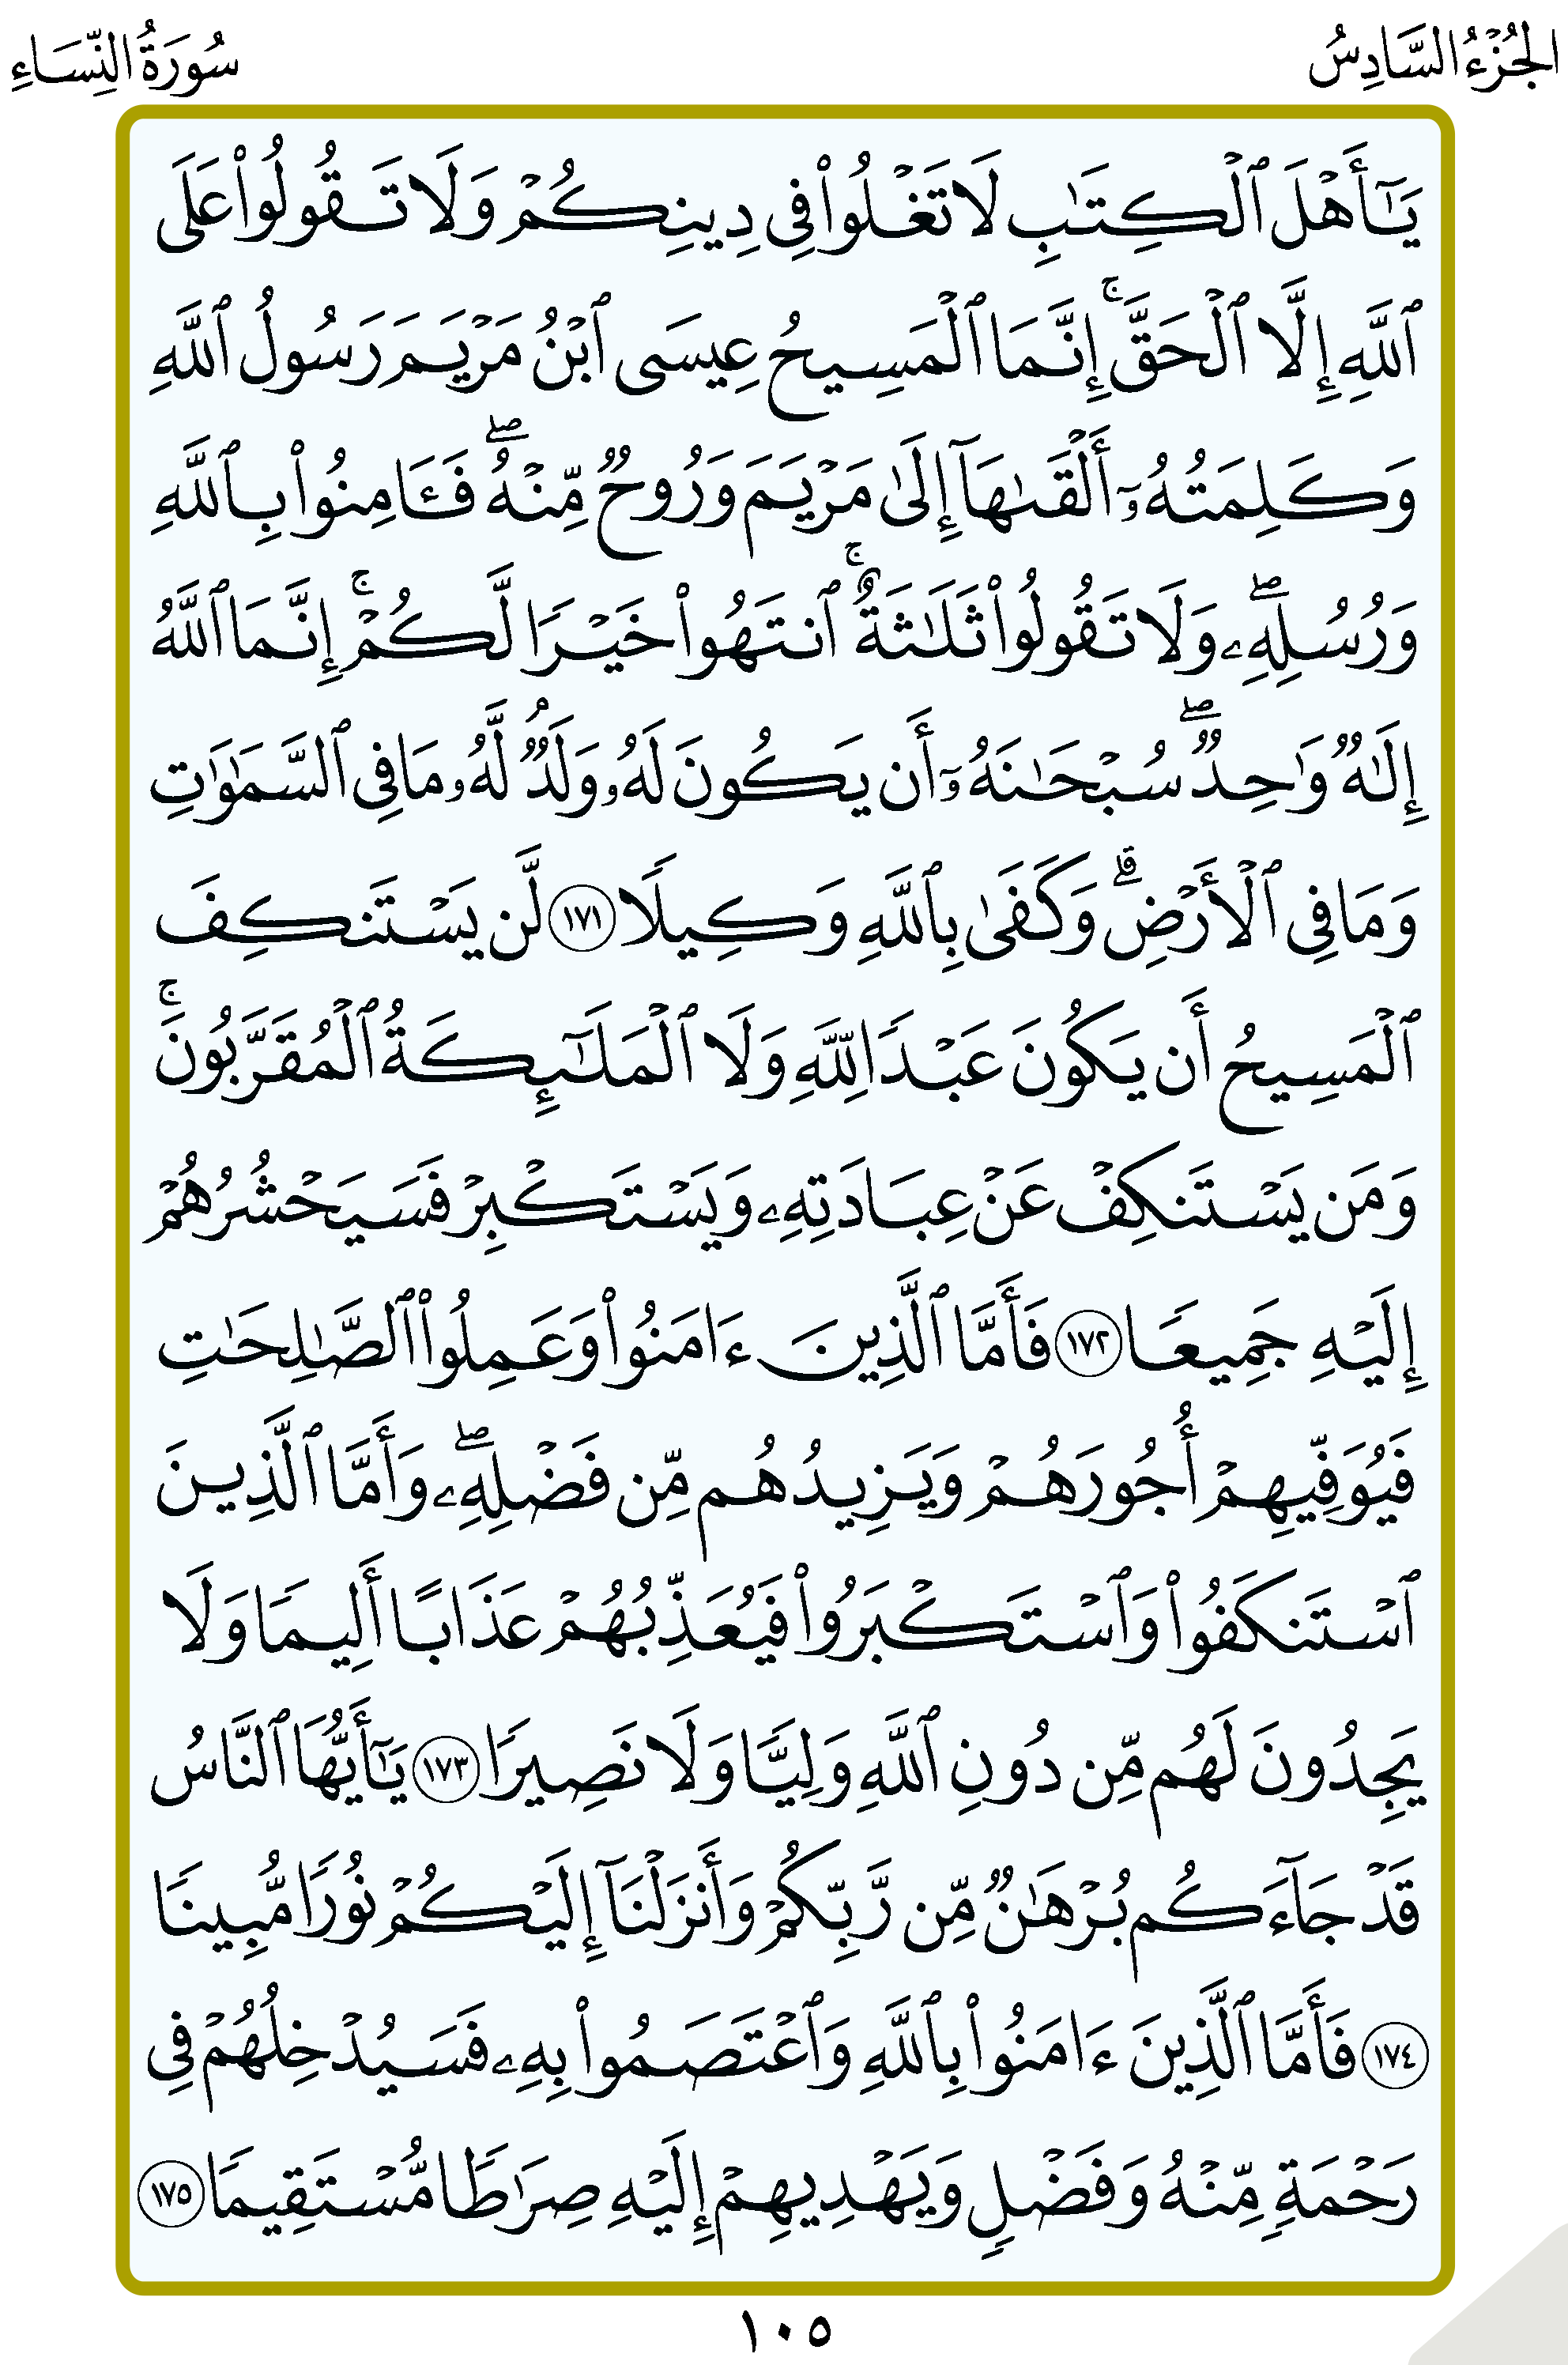 الجُزْءُ السَّادِسُ
سُورَةُ النِّسَاءِ
يَٰٓأَهْلَ ٱلْكِتَٰبِ لَا تَغْلُوا۟ فِى دِينِكُمْ وَلَا تَقُولُوا۟ عَلَى
ٱللَّهِ إِلَّا ٱلْحَقَّ ۚ إِنَّمَا ٱلْمَسِيحُ عِيسَى ٱبْنُ مَرْيَمَ رَسُولُ ٱللَّهِ
وَكَلِمَتُهُۥٓ أَلْقَىٰهَآ إِلَىٰ مَرْيَمَ وَرُوحٌ مِّنْهُ ۖ فَـَٔامِنُوا۟ بِٱللَّهِ
وَرُسُلِهِۦ ۖ وَلَا تَقُولُوا۟ ثَلَٰثَةٌ ۚ ٱنتَهُوا۟ خَيْرًا لَّكُمْ ۚ إِنَّمَا ٱللَّهُ
إِلَٰهٌ وَٰحِدٌ ۖ سُبْحَٰنَهُۥٓ أَن يَكُونَ لَهُۥ وَلَدٌ ۘ لَّهُۥ مَا فِى ٱلسَّمَٰوَٰتِ
وَمَا فِى ٱلْأَرْضِ ۗ وَكَفَىٰ بِٱللَّهِ وَكِيلًا ١٧١ لَّن يَسْتَنكِفَ
ٱلْمَسِيحُ أَن يَكُونَ عَبْدًا لِّلَّهِ وَلَا ٱلْمَلَٰٓئِكَةُ ٱلْمُقَرَّبُونَ ۚ
وَمَن يَسْتَنكِفْ عَنْ عِبَادَتِهِۦ وَيَسْتَكْبِرْ فَسَيَحْشُرُهُمْ
إِلَيْهِ جَمِيعًا ١٧٢ فَأَمَّا ٱلَّذِينَ ءَامَنُوا۟ وَعَمِلُوا۟ ٱلصَّٰلِحَٰتِ
فَيُوَفِّيهِمْ أُجُورَهُمْ وَيَزِيدُهُم مِّن فَضْلِهِۦ ۖ وَأَمَّا ٱلَّذِينَ
ٱسْتَنكَفُوا۟ وَٱسْتَكْبَرُوا۟ فَيُعَذِّبُهُمْ عَذَابًا أَلِيمًا وَلَا
يَجِدُونَ لَهُم مِّن دُونِ ٱللَّهِ وَلِيًّا وَلَا نَصِيرًا ١٧٣ يَٰٓأَيُّهَا ٱلنَّاسُ
قَدْ جَآءَكُم بُرْهَٰنٌ مِّن رَّبِّكُمْ وَأَنزَلْنَآ إِلَيْكُمْ نُورًا مُّبِينًا
١٧٤ فَأَمَّا ٱلَّذِينَ ءَامَنُوا۟ بِٱللَّهِ وَٱعْتَصَمُوا۟ بِهِۦ فَسَيُدْخِلُهُمْ فِى
رَحْمَةٍ مِّنْهُ وَفَضْلٍ وَيَهْدِيهِمْ إِلَيْهِ صِرَٰطًا مُّسْتَقِيمًا ١٧٥
١٠٥